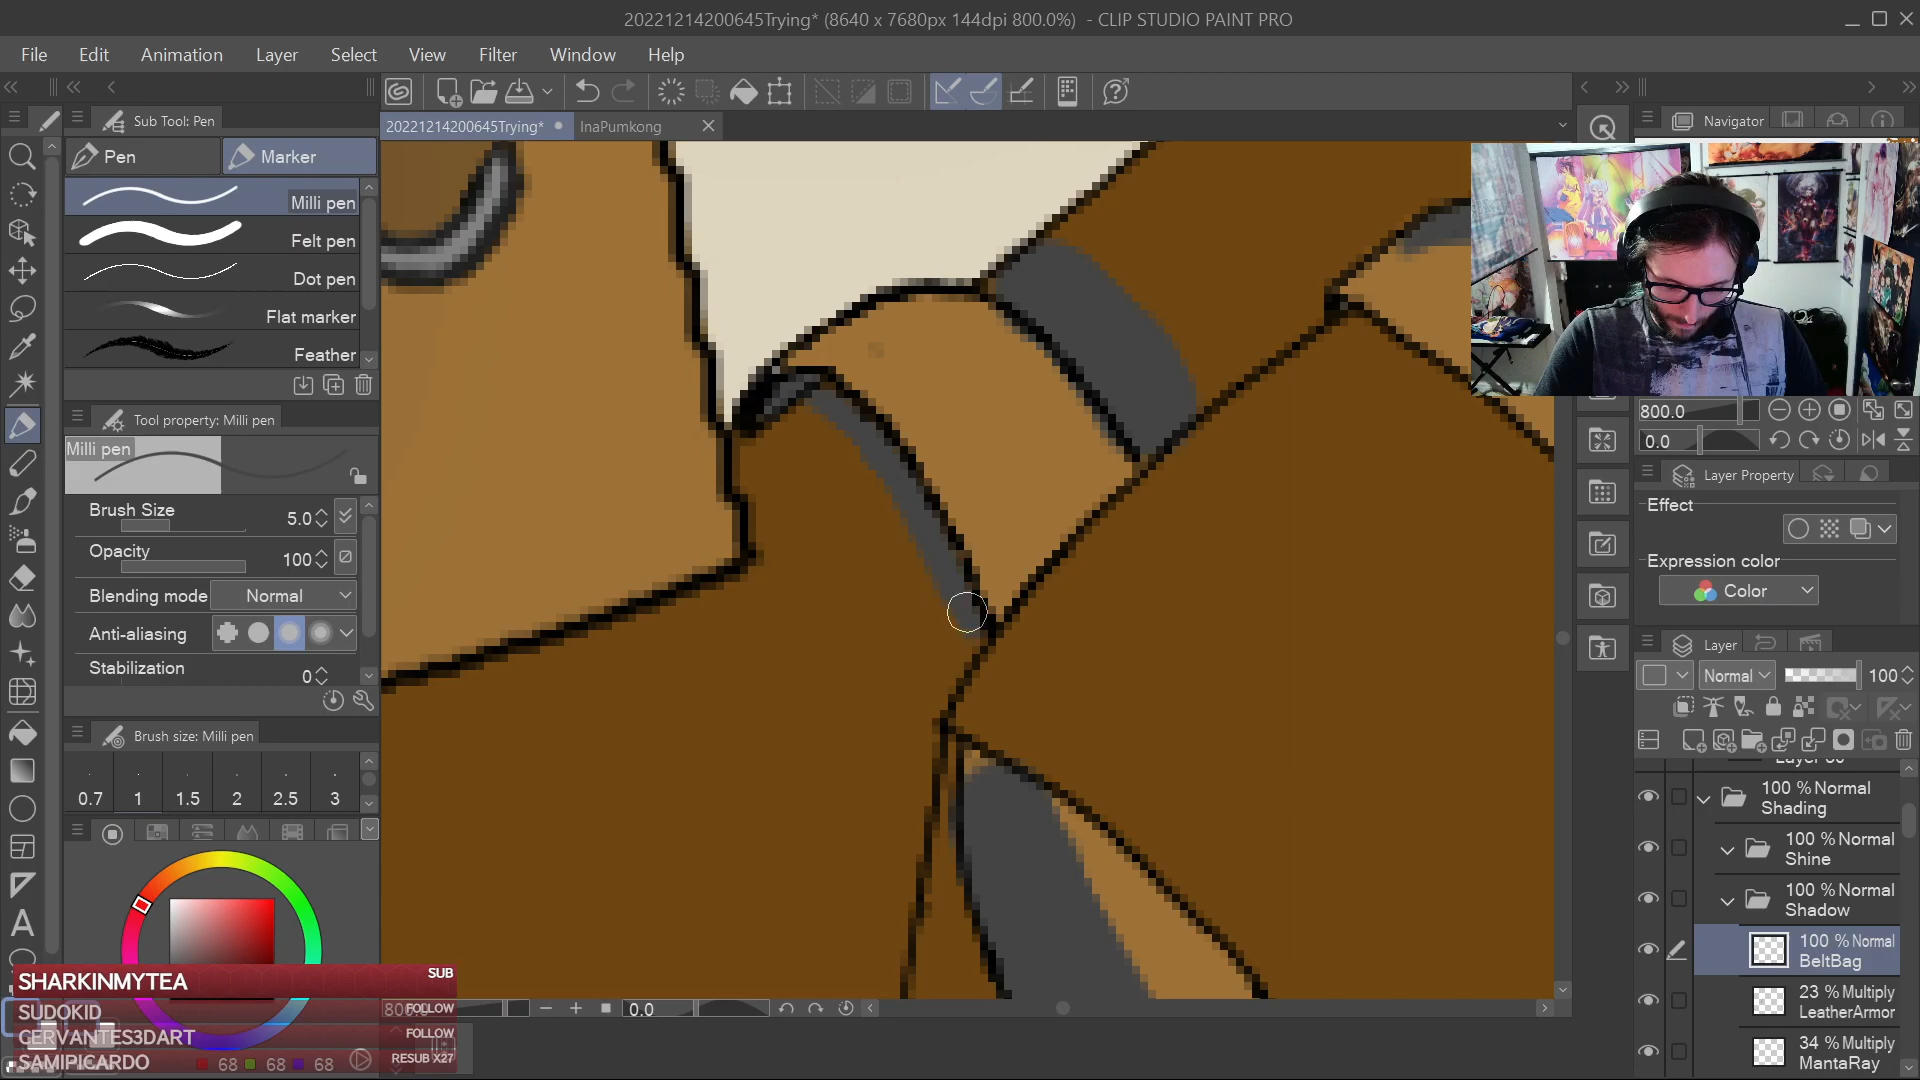 20221214200645Trying* (8640 x 7680px 144dpi 800.0%) - CLIP STUDIO PAINT PRO
File Edit Animation Layer Select View Filter Window Help
Sub Tool: Pen
20221214200645Trying* InaPumkong
Navigator
Pen Marker
Milli pen
Felt pen
Dot pen
Flat marker
Feather
Tool property: Milli pen
Milli pen
Brush Size 5.0
Opacity 100
Blending mode Normal
Anti-aliasing
Stabilization 0
Brush size: Milli pen
0.7 1 1.5 2 2.5 3
800.0
0.0
Layer Property
Effect
Expression color
Color
Layer
Normal 100
100 % Normal
Shading
100 % Normal
Shine
100 % Normal
Shadow
100 % Normal
BeltBag
23 % Multiply
LeatherArmor
34 % Multiply
MantaRay
SHARKINMYTEA SUB
SUDOKID FOLLOW
CERVANTES3DART FOLLOW
SAMIPICARDO RESUB X27
68 68 68
0.0